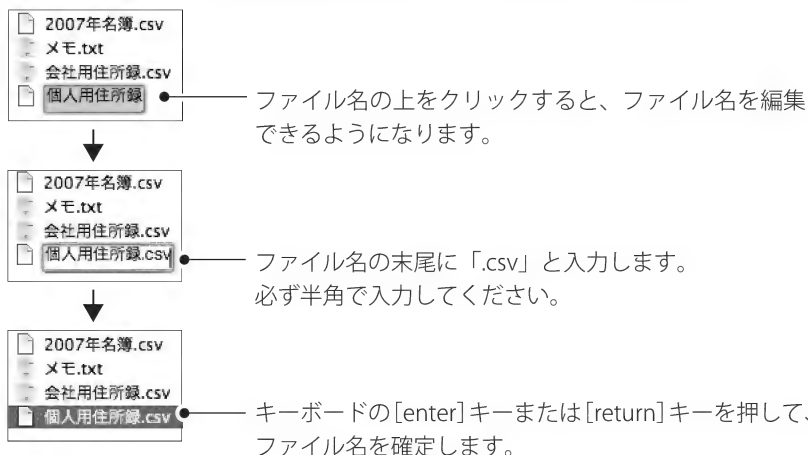 2007年名簿.csv
メモ.txt
会社用住所録.csv
個人用住所録
ファイル名の上をクリックすると、ファイル名を編集
できるようになります。
2007年名簿.csv
メモ.txt
会社用住所録.csv
個人用住所録.csv
ファイル名の末尾に「.csv」と入力します。
必ず半角で入力してください。
2007年名簿.csv
メモ.txt
会社用住所録.csv
個人用住所録.csv
キーボードの[enter]キーまたは[return]キーを押して、
ファイル名を確定します。